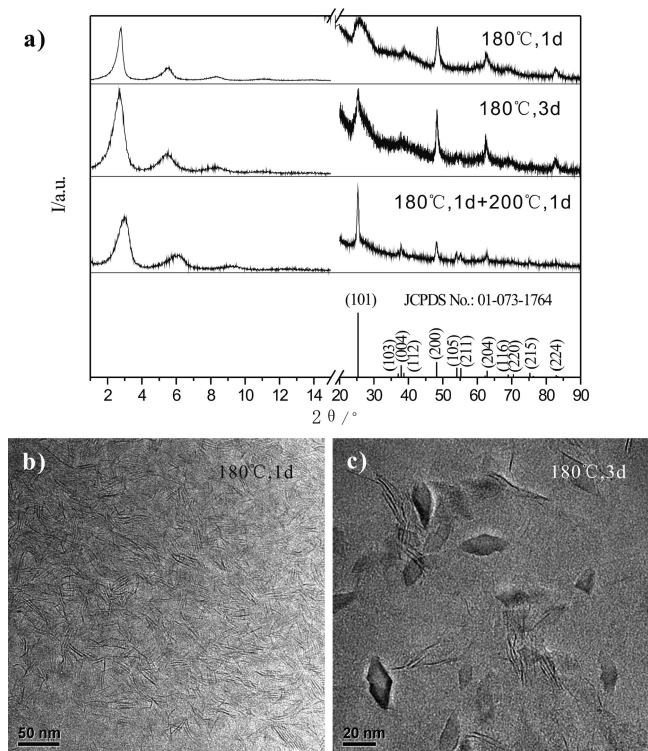 a)
180℃,1d
180℃,3d
180℃,1d+200℃,1d
I/a.u.
JCPDS No.: 01-073-1764
(101)
(103)
(004)
(112)
(200)
(105)
(211)
(204)
(116)
(220)
(215)
(224)
2 4 6 8 10 12 14 20 30 40 50 60 70 80 90
2 θ /°
b)
180℃,1d
50 nm
c)
180℃,3d
20 nm